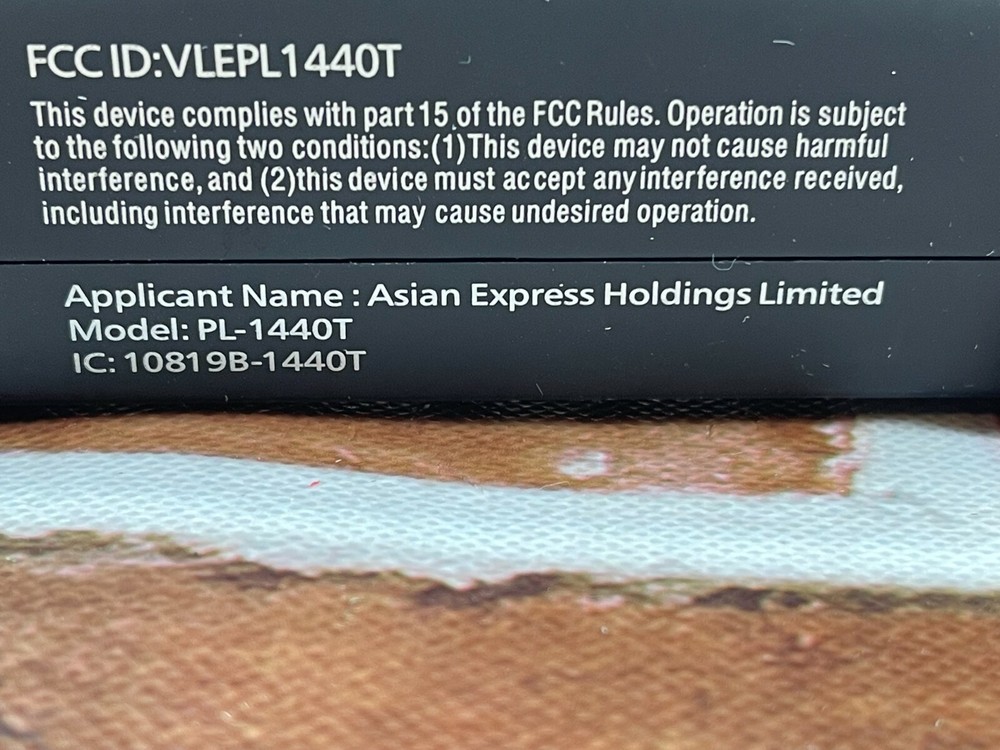 FCC ID:VLEPL1440T
This device complies with part 15 of the FCC Rules. Operation is subject
to the following two conditions:(1)This device may not cause harmful
interference, and (2)this device must accept any interference received,
including interference that may cause undesired operation.
Applicant Name : Asian Express Holdings Limited
Model: PL-1440T
IC: 10819B-1440T